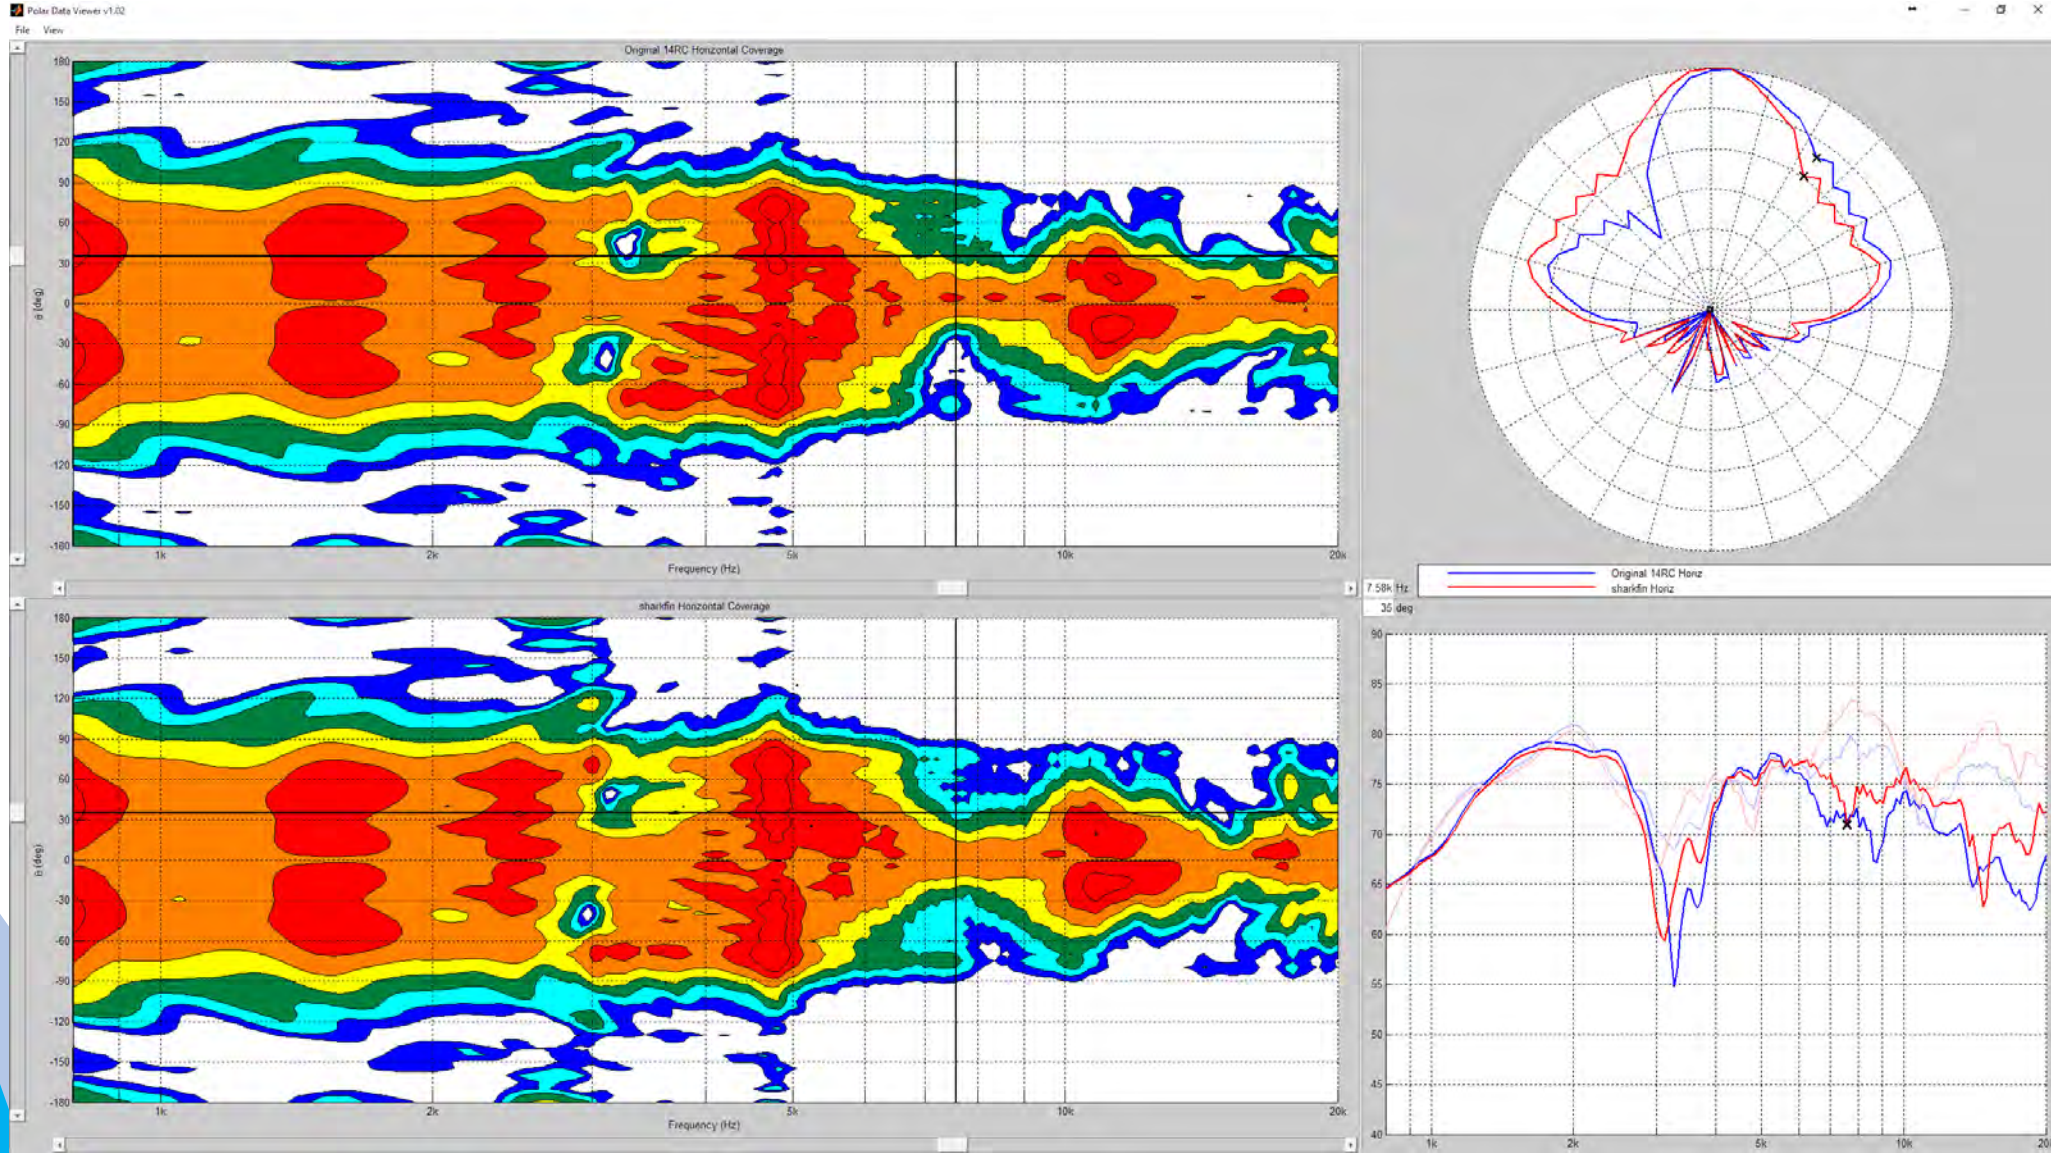 Polar Data Viewer v1.02
File View
Original 14RC Horizontal Coverage
180
150
120
90
60
30
0
-30
-60
-90
-120
-150
-180
θ (deg)
1k 2k 5k 10k 20k
Frequency (Hz)
sharkfin Horizontal Coverage
180
150
120
90
60
30
0
-30
-60
-90
-120
-150
-180
θ (deg)
1k 2k 5k 10k 20k
Frequency (Hz)
7.58k Hz
35 deg
Original 14RC Horiz
sharkfin Horiz
90
85
80
75
70
65
60
55
50
45
40
1k 2k 5k 10k